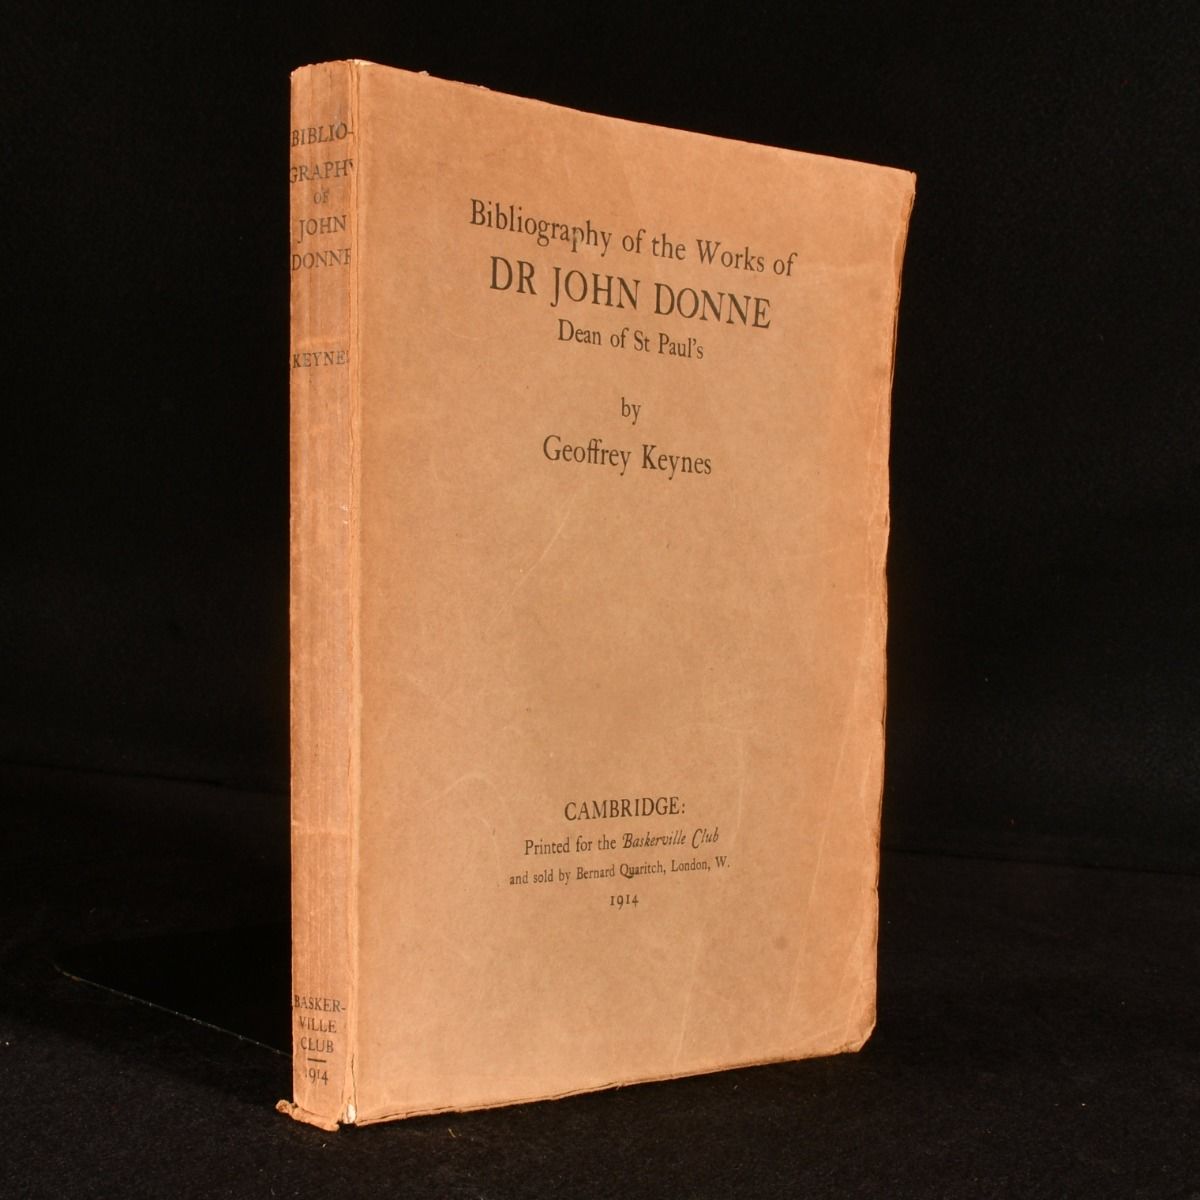 BIBLIO-
GRAPHY
OF
JOHN
DONNE
KEYNES
BASKER-
VILLE
CLUB
1914
Bibliography of the Works of
DR JOHN DONNE
Dean of St Paul's
by
Geoffrey Keynes
CAMBRIDGE:
Printed for the Baskerville Club
and sold by Bernard Quaritch, London, W.
1914